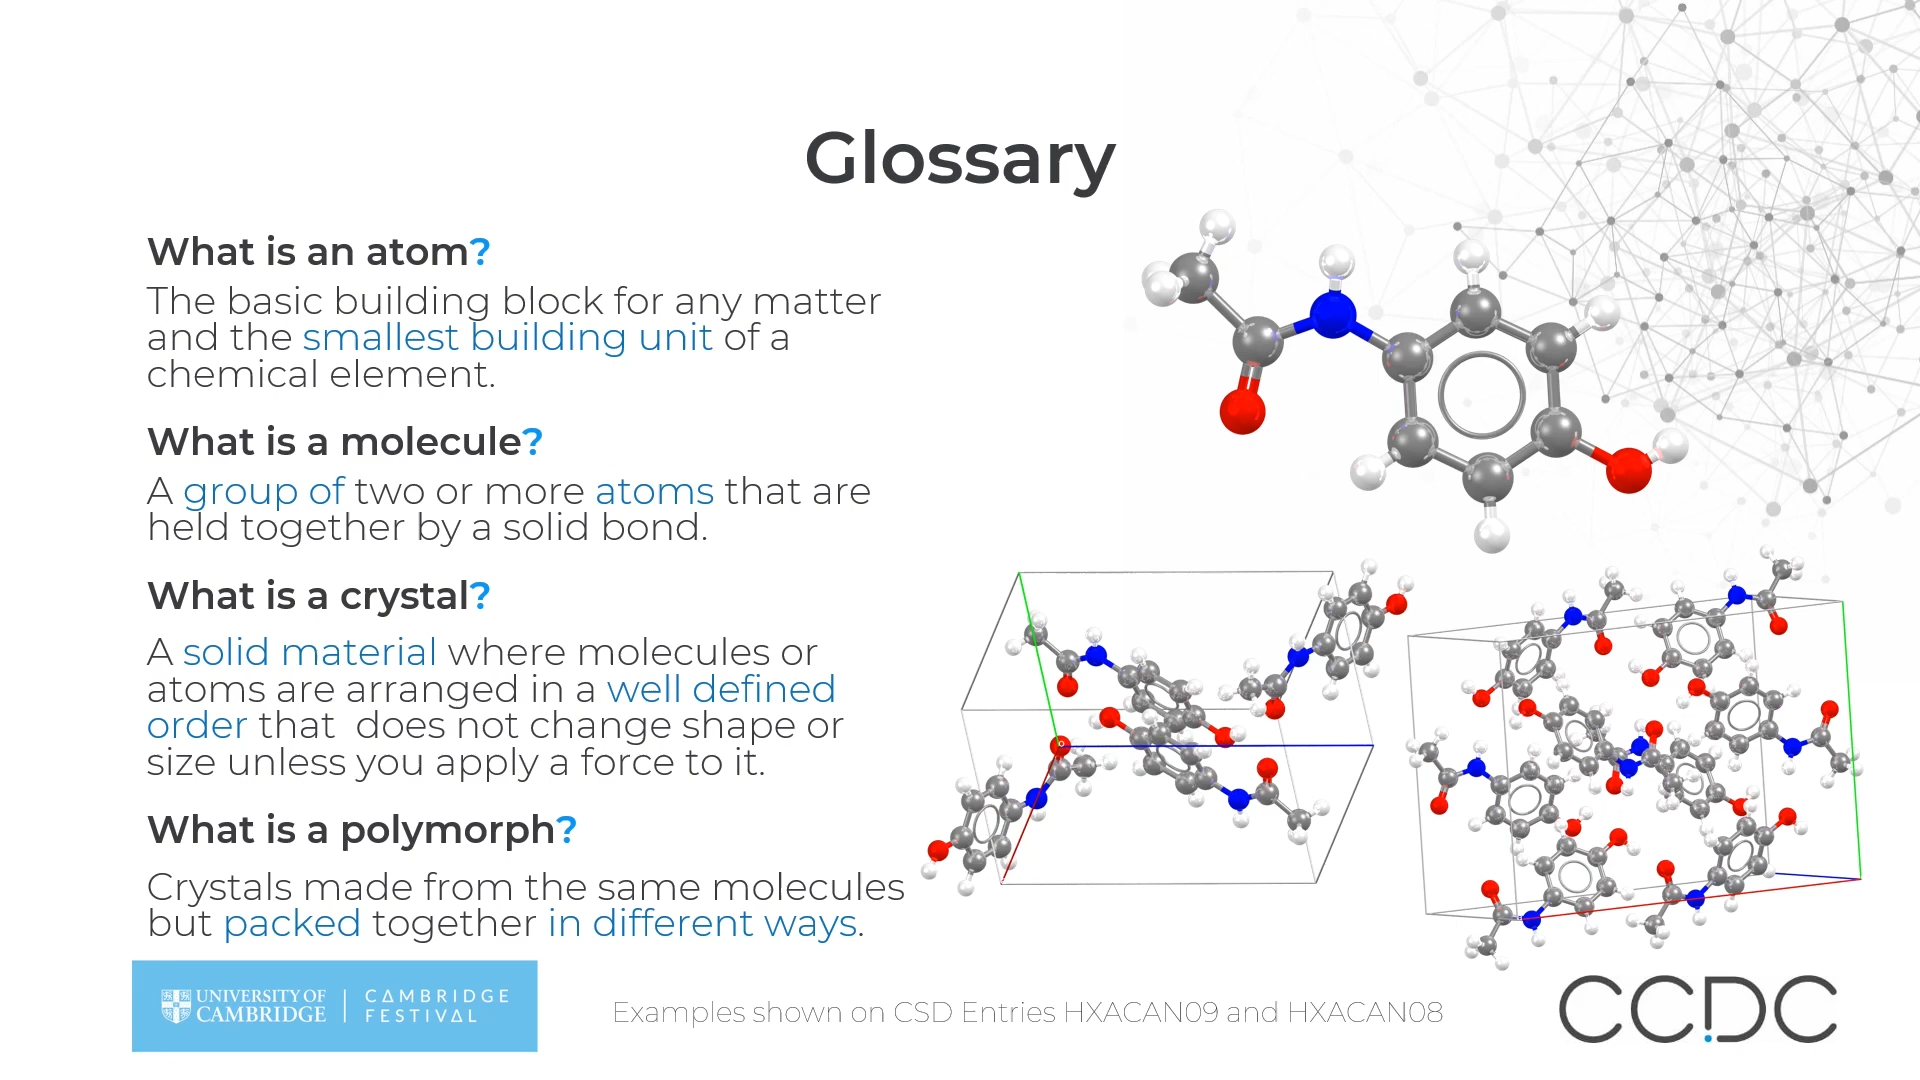 Glossary
What is an atom?
The basic building block for any matter
and the smallest building unit of a
chemical element.
What is a molecule?
A group of two or more atoms that are
held together by a solid bond.
What is a crystal?
A solid material where molecules or
atoms are arranged in a well defined
order that  does not change shape or
size unless you apply a force to it.
What is a polymorph?
Crystals made from the same molecules
but packed together in different ways.
UNIVERSITY OF
CAMBRIDGE
CAMBRIDGE
FESTIVAL
Examples shown on CSD Entries HXACAN09 and HXACAN08
CCDC